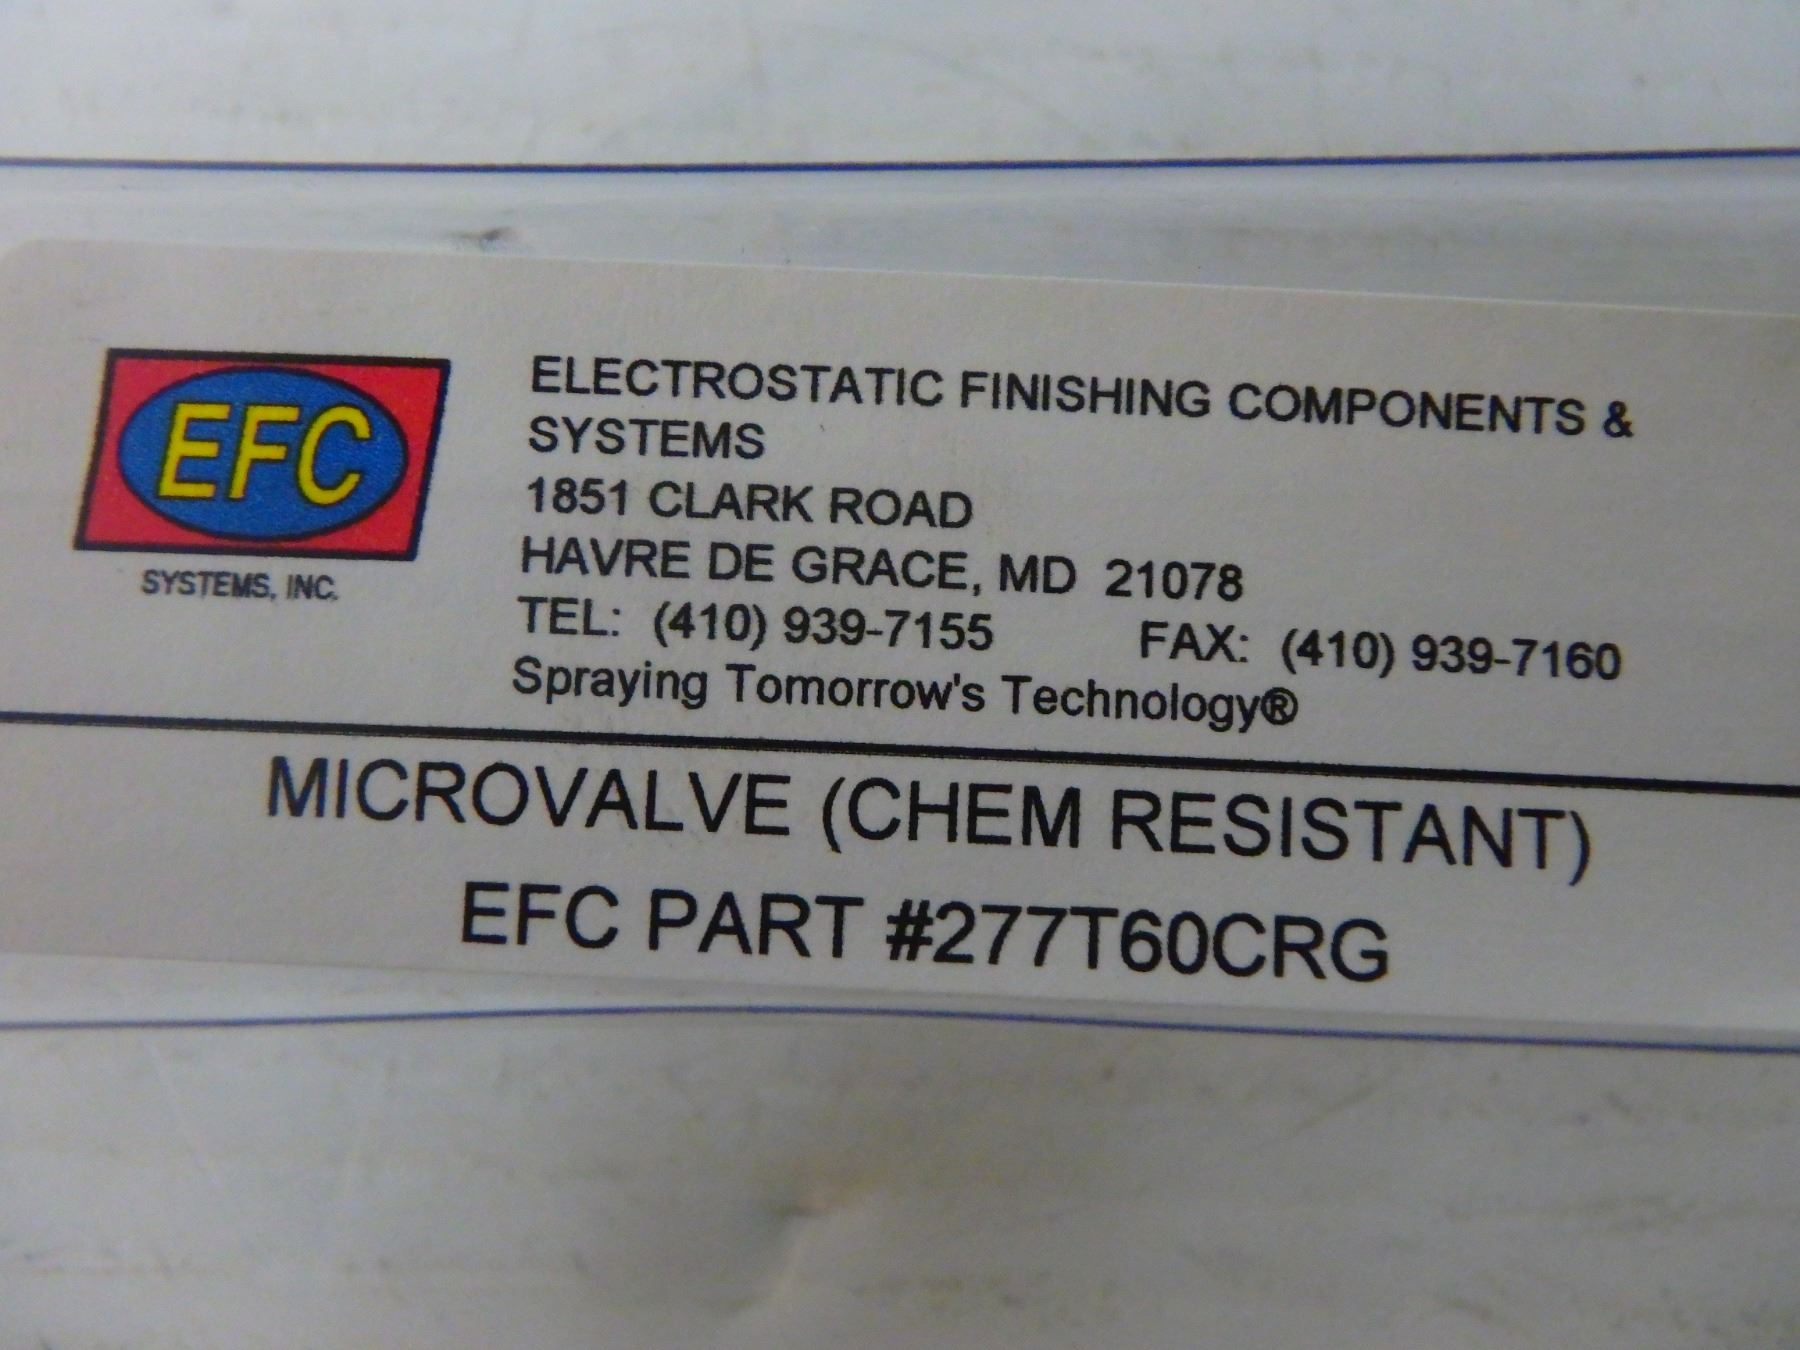 EFC
SYSTEMS, INC.
ELECTROSTATIC FINISHING COMPONENTS &
SYSTEMS
1851 CLARK ROAD
HAVRE DE GRACE, MD 21078
TEL: (410) 939-7155 FAX: (410) 939-7160
Spraying Tomorrow's Technology®
MICROVALVE (CHEM RESISTANT)
EFC PART #277T60CRG